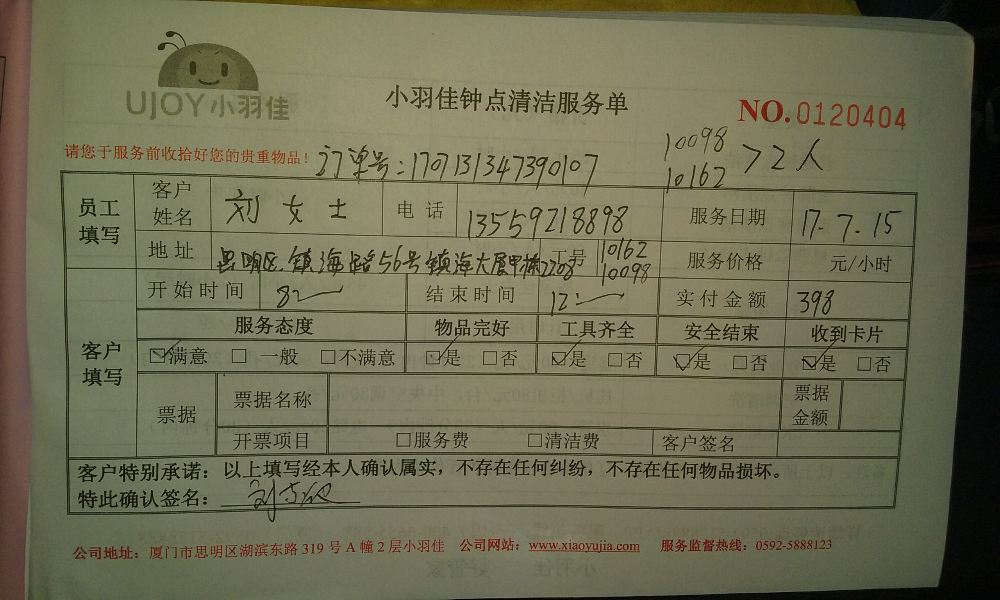 UJOY小羽佳
小羽佳钟点清洁服务单
NO.0120404
请您于服务前收拾好您的贵重物品！ 订单号：1707131347390107 10098 10162 >2人
员工填写 客户姓名 刘女士 电话 13559218898 服务日期 17.7.15
地址 思明区镇海路56号镇海大厦甲栋2208 工号 10162 10098 服务价格 元/小时
客户填写 开始时间 8: 结束时间 12: 实付金额 398
服务态度 物品完好 工具齐全 安全结束 收到卡片
☑满意 □一般 □不满意 ☑是 □否 ☑是 □否 ☑是 □否 ☑是 □否
票据 票据名称 票据金额
开票项目 □服务费 □清洁费 客户签名
客户特别承诺：以上填写经本人确认属实，不存在任何纠纷，不存在任何物品损坏。
特此确认签名：
公司地址：厦门市思明区湖滨东路 319 号 A 幢 2 层小羽佳 公司网站：www.xiaoyujia.com 服务监督热线：0592-5888123